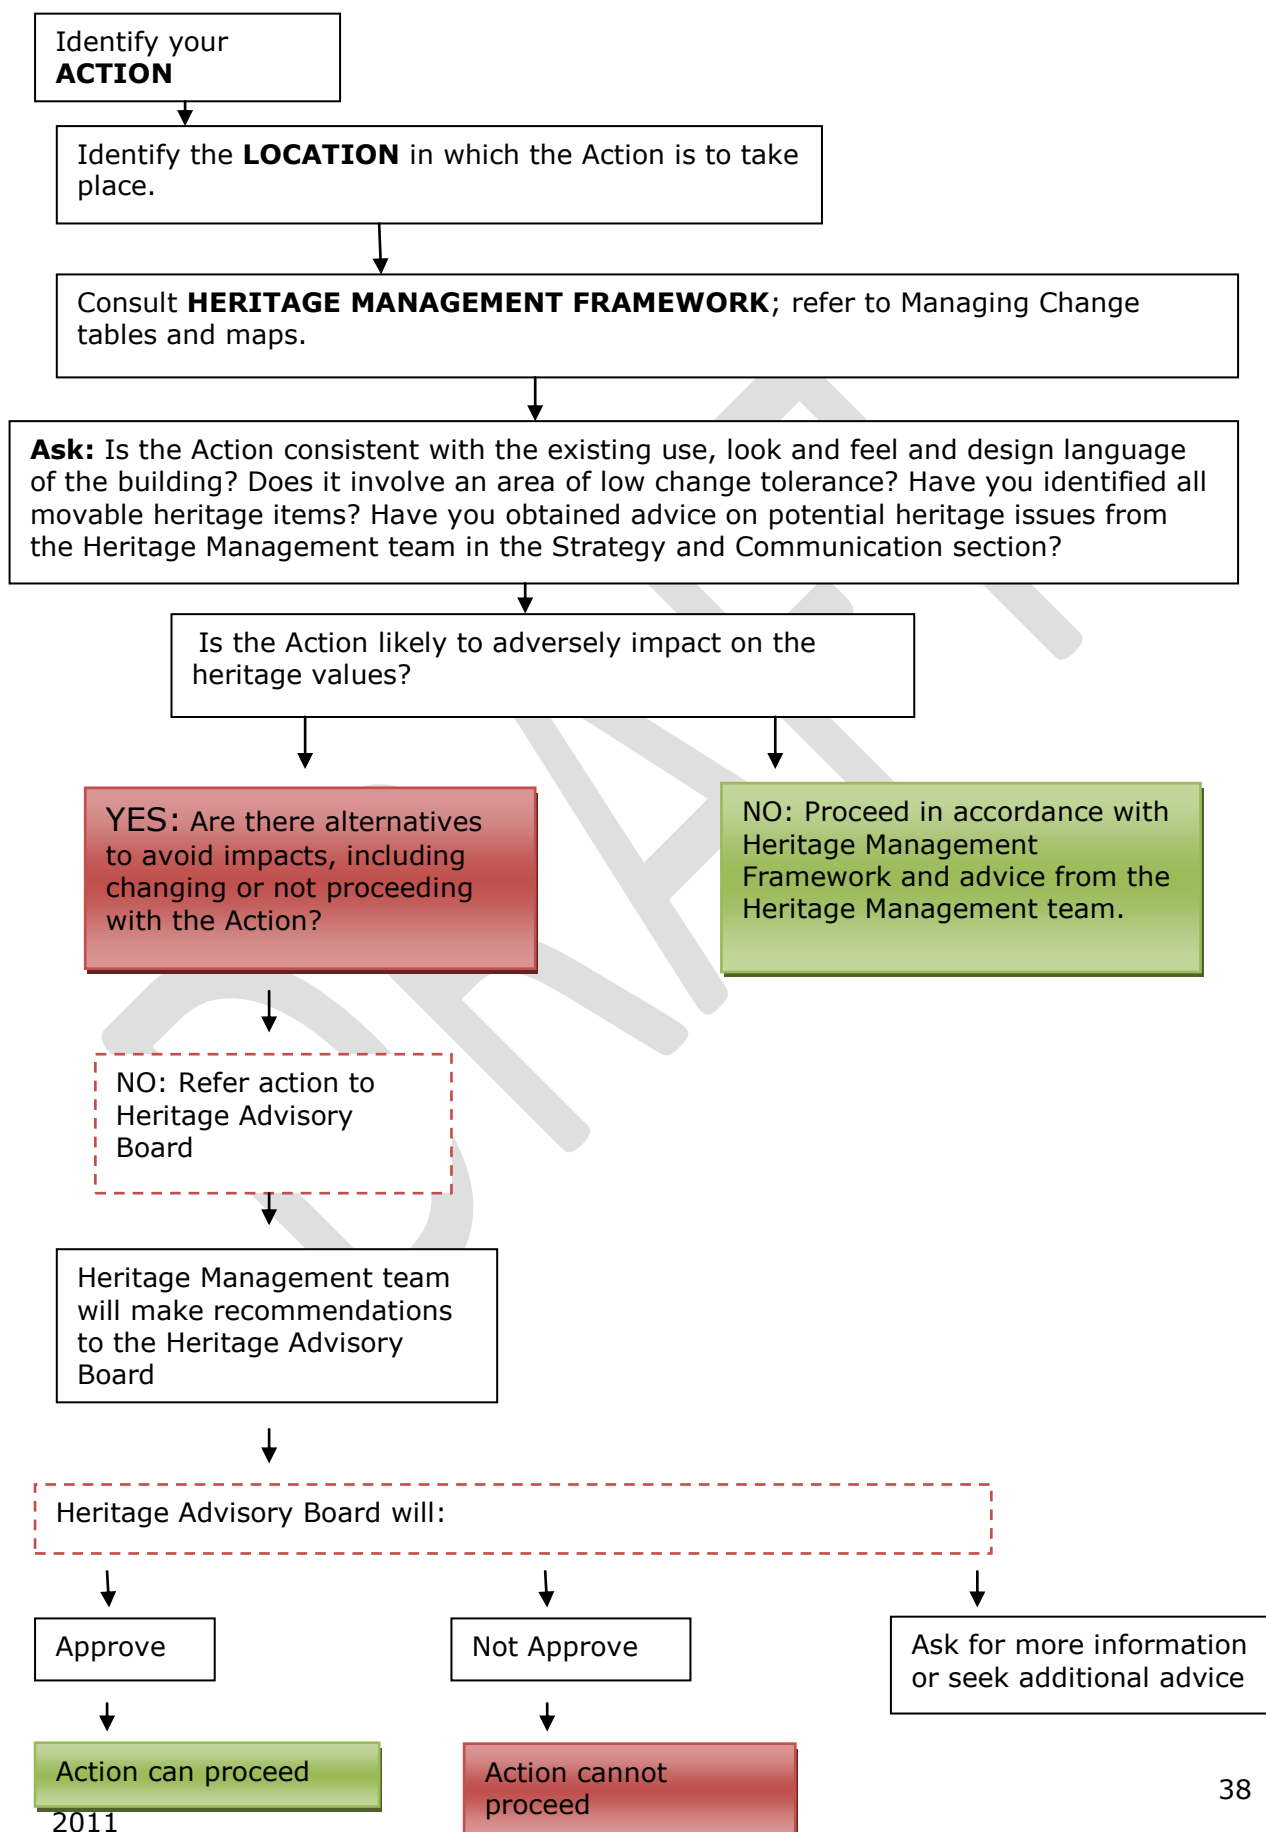 Identify your
ACTION
Identify the LOCATION in which the Action is to take
place.
Consult HERITAGE MANAGEMENT FRAMEWORK; refer to Managing Change
tables and maps.
Ask: Is the Action consistent with the existing use, look and feel and design language
of the building? Does it involve an area of low change tolerance? Have you identified all
movable heritage items? Have you obtained advice on potential heritage issues from
the Heritage Management team in the Strategy and Communication section?
Is the Action likely to adversely impact on the
heritage values?
YES: Are there alternatives
to avoid impacts, including
changing or not proceeding
with the Action?
NO: Proceed in accordance with
Heritage Management
Framework and advice from the
Heritage Management team.
NO: Refer action to
Heritage Advisory
Board
Heritage Management team
will make recommendations
to the Heritage Advisory
Board
Heritage Advisory Board will:
Approve
Not Approve
Ask for more information
or seek additional advice
Action can proceed
Action cannot
proceed
38
2011
DRAFT